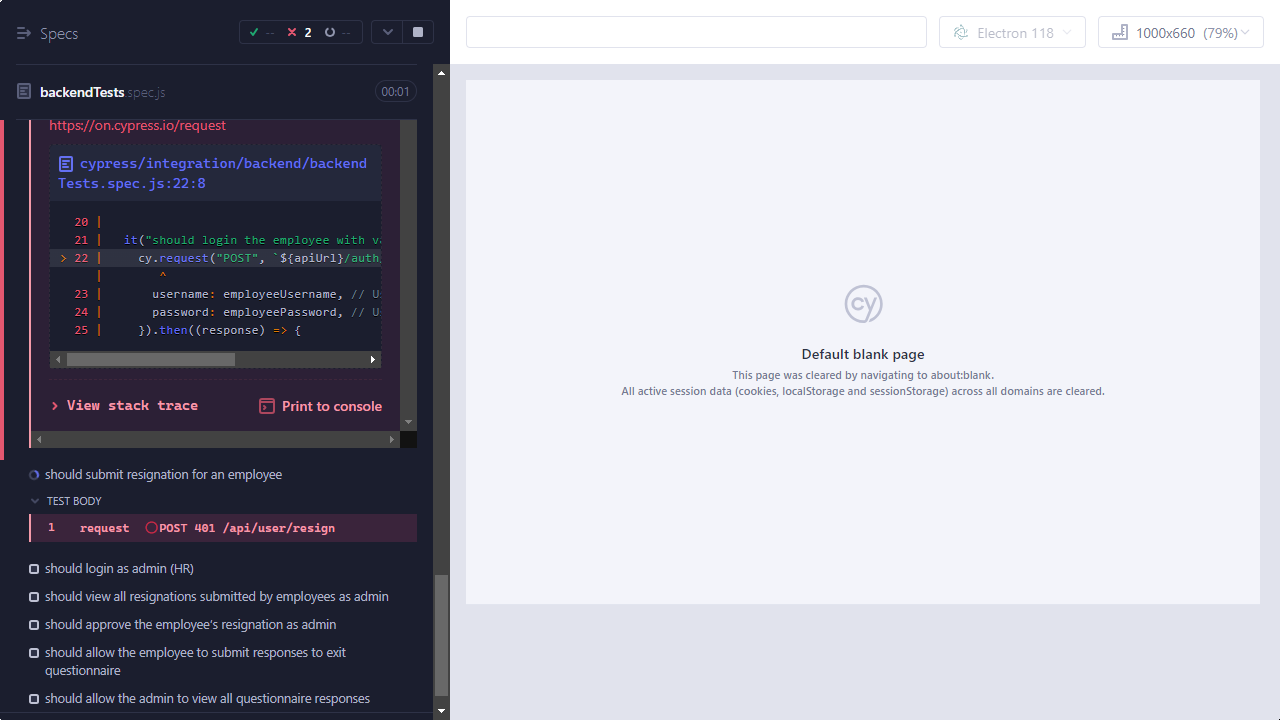 Specs
-- 2 --
Electron 118
1000x660 (79%)
backendTests.spec.js 00:01
https://on.cypress.io/request
cypress/integration/backend/backend
Tests.spec.js:22:8
20 |
21 | it("should login the employee with va
> 22 | cy.request("POST", `${apiUrl}/auth
| ^
23 | username: employeeUsername, // U
24 | password: employeePassword, // U
25 | }).then((response) => {
View stack trace
Print to console
should submit resignation for an employee
TEST BODY
1 request POST 401 /api/user/resign
should login as admin (HR)
should view all resignations submitted by employees as admin
should approve the employee's resignation as admin
should allow the employee to submit responses to exit
questionnaire
should allow the admin to view all questionnaire responses
cy
Default blank page
This page was cleared by navigating to about:blank.
All active session data (cookies, localStorage and sessionStorage) across all domains are cleared.